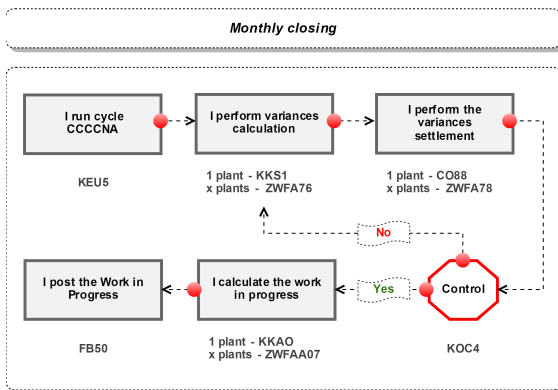 Monthly closing
I run cycle
CCCCNA
KEU5
I perform variances
calculation
1 plant - KKS1
x plants - ZWFA76
I perform the
variances
settlement
1 plant - CO88
x plants - ZWFA78
No
I post the Work in
Progress
FB50
I calculate the work
in progress
1 plant - KKAO
x plants - ZWFAA07
Yes
Control
KOC4